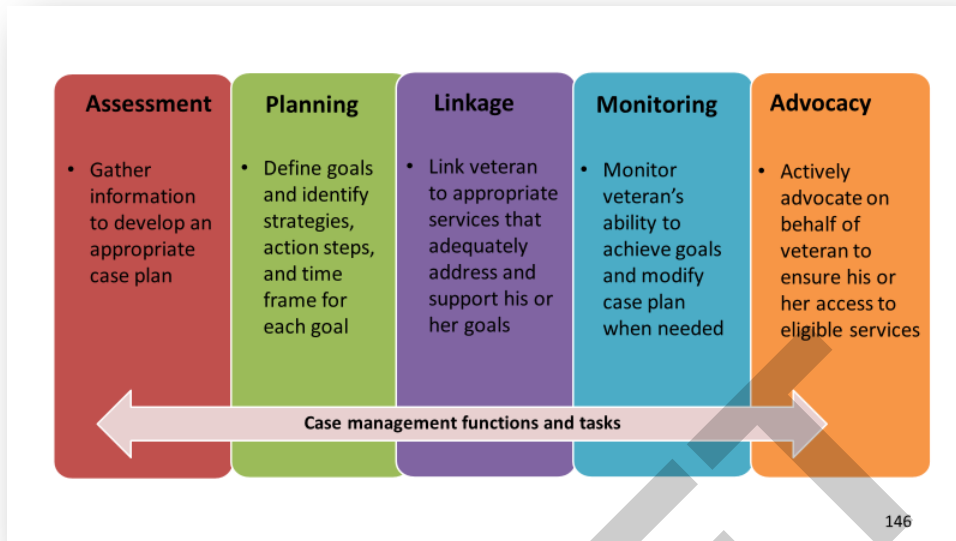 Assessment
• Gather
information
to develop an
appropriate
case plan
Planning
• Define goals
and identify
strategies,
action steps,
and time
frame for
each goal
Linkage
• Link veteran
to appropriate
services that
adequately
address and
support his or
her goals
Monitoring
• Monitor
veteran's
ability to
achieve goals
and modify
case plan
when needed
Advocacy
• Actively
advocate on
behalf of
veteran to
ensure his or
her access to
eligible services
Case management functions and tasks
146